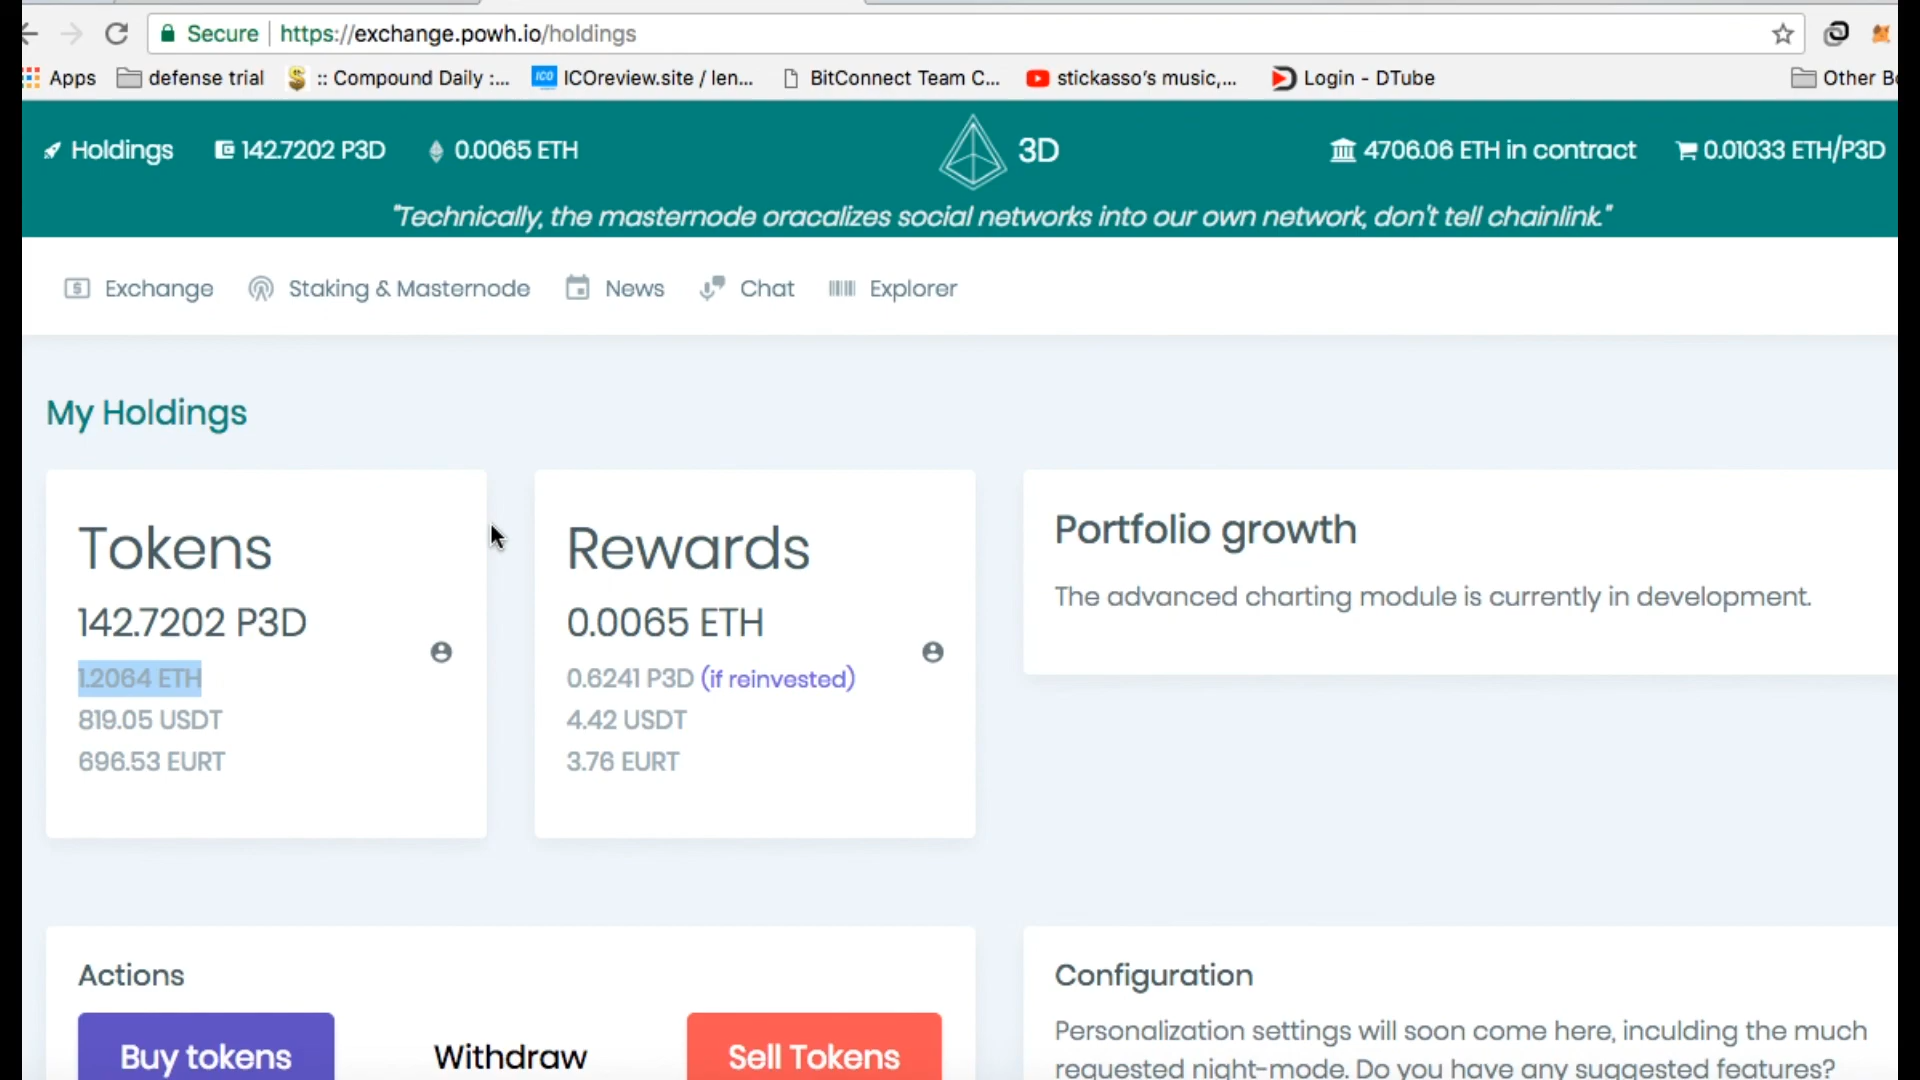 Secure https://exchange.powh.io/holdings
Apps defense trial :: Compound Daily :... ICOreview.site / len... BitConnect Team C... stickasso's music,... Login - DTube Other
Holdings 142.7202 P3D 0.0065 ETH 3D 4706.06 ETH in contract 0.01033 ETH/P3D
"Technically, the masternode oracalizes social networks into our own network, don't tell chainlink."
Exchange Staking & Masternode News Chat Explorer
My Holdings
Tokens
142.7202 P3D
1.2064 ETH
819.05 USDT
696.53 EURT
Rewards
0.0065 ETH
0.6241 P3D (if reinvested)
4.42 USDT
3.76 EURT
Portfolio growth
The advanced charting module is currently in development.
Actions
Buy tokens Withdraw Sell Tokens
Configuration
Personalization settings will soon come here, inculding the much
requested night-mode. Do you have any suggested features?